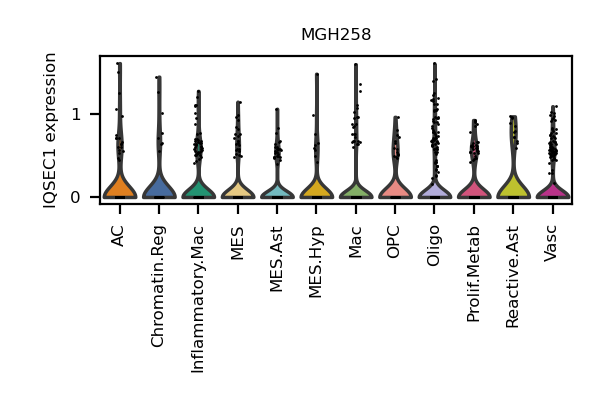 MGH258
IQSEC1 expression
1
0
AC
Chromatin.Reg
Inflammatory.Mac
MES
MES.Ast
MES.Hyp
Mac
OPC
Oligo
Prolif.Metab
Reactive.Ast
Vasc